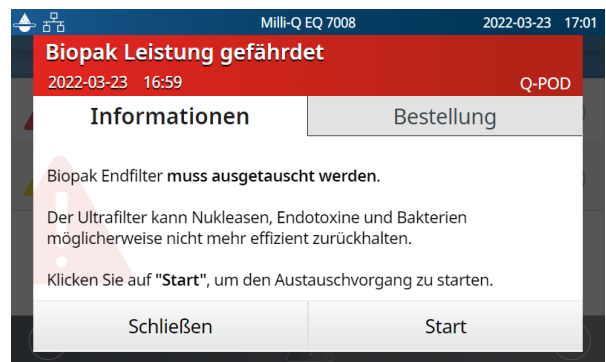 Milli-Q EQ 7008 2022-03-23 17:01
Biopak Leistung gefährdet
2022-03-23 16:59 Q-POD
Informationen Bestellung
Biopak Endfilter muss ausgetauscht werden.
Der Ultrafilter kann Nukleasen, Endotoxine und Bakterien
möglicherweise nicht mehr effizient zurückhalten.
Klicken Sie auf "Start", um den Austauschvorgang zu starten.
Schließen Start